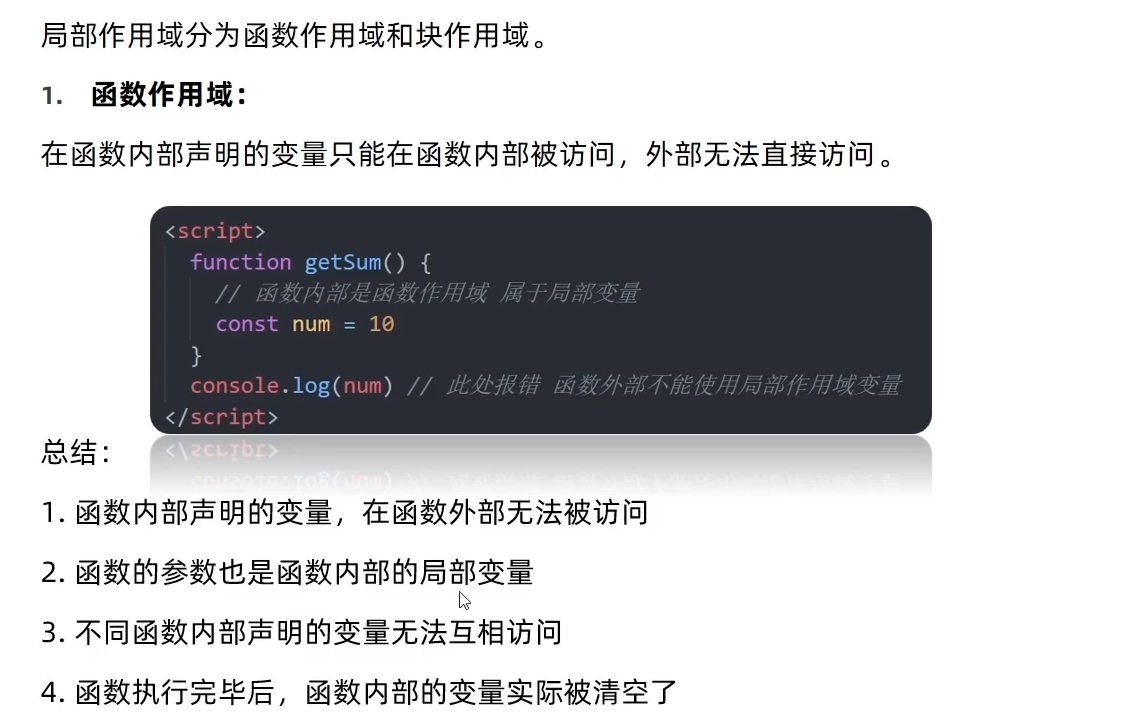 局部作用域分为函数作用域和块作用域。
1. 函数作用域：
在函数内部声明的变量只能在函数内部被访问，外部无法直接访问。
<script>
function getSum() {
// 函数内部是函数作用域 属于局部变量
const num = 10
}
console.log(num) // 此处报错 函数外部不能使用局部作用域变量
</script>
总结：
1. 函数内部声明的变量，在函数外部无法被访问
2. 函数的参数也是函数内部的局部变量
3. 不同函数内部声明的变量无法互相访问
4. 函数执行完毕后，函数内部的变量实际被清空了